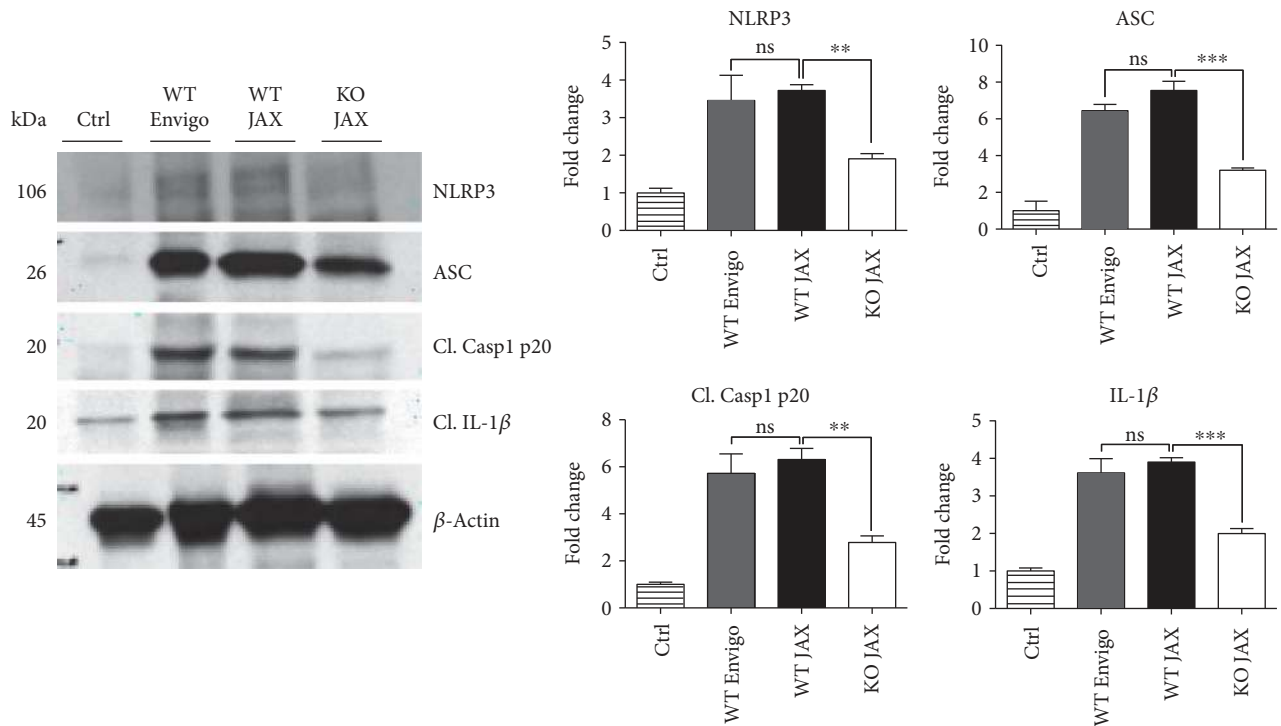 kDa
Ctrl
WT
Envigo
WT
JAX
KO
JAX
106
NLRP3
26
ASC
20
Cl. Casp1 p20
20
Cl. IL-1β
45
β-Actin
NLRP3
Fold change
5
4
3
2
1
0
ns
**
Ctrl
WT Envigo
WT JAX
KO JAX
ASC
Fold change
10
8
6
4
2
0
ns
***
Ctrl
WT Envigo
WT JAX
KO JAX
Cl. Casp1 p20
Fold change
8
6
4
2
0
ns
**
Ctrl
WT Envigo
WT JAX
KO JAX
IL-1β
Fold change
5
4
3
2
1
0
ns
***
Ctrl
WT Envigo
WT JAX
KO JAX